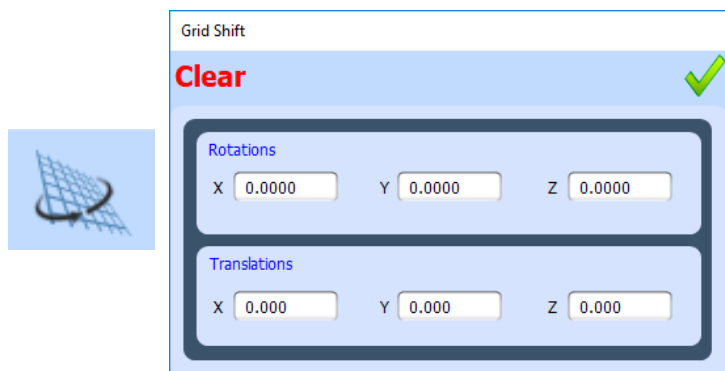 Grid Shift
Clear
Rotations
X 0.0000 Y 0.0000 Z 0.0000
Translations
X 0.000 Y 0.000 Z 0.000